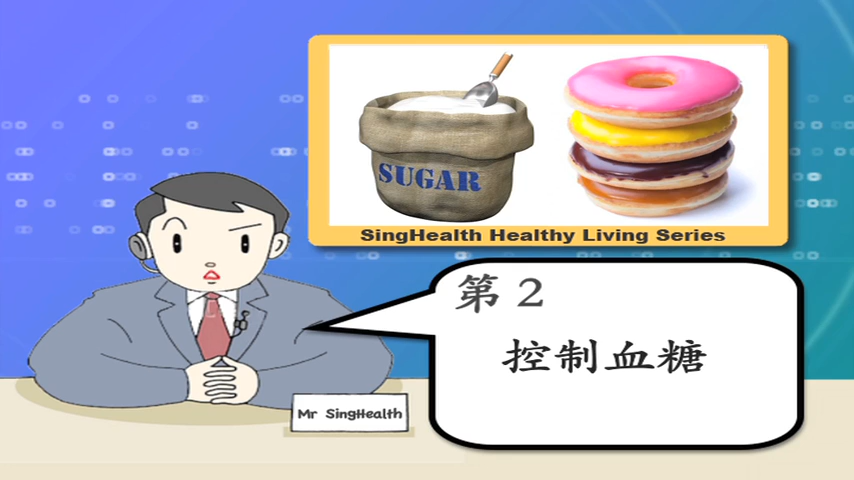 SUGAR
SingHealth Healthy Living Series
第2
控制血糖
Mr SingHealth